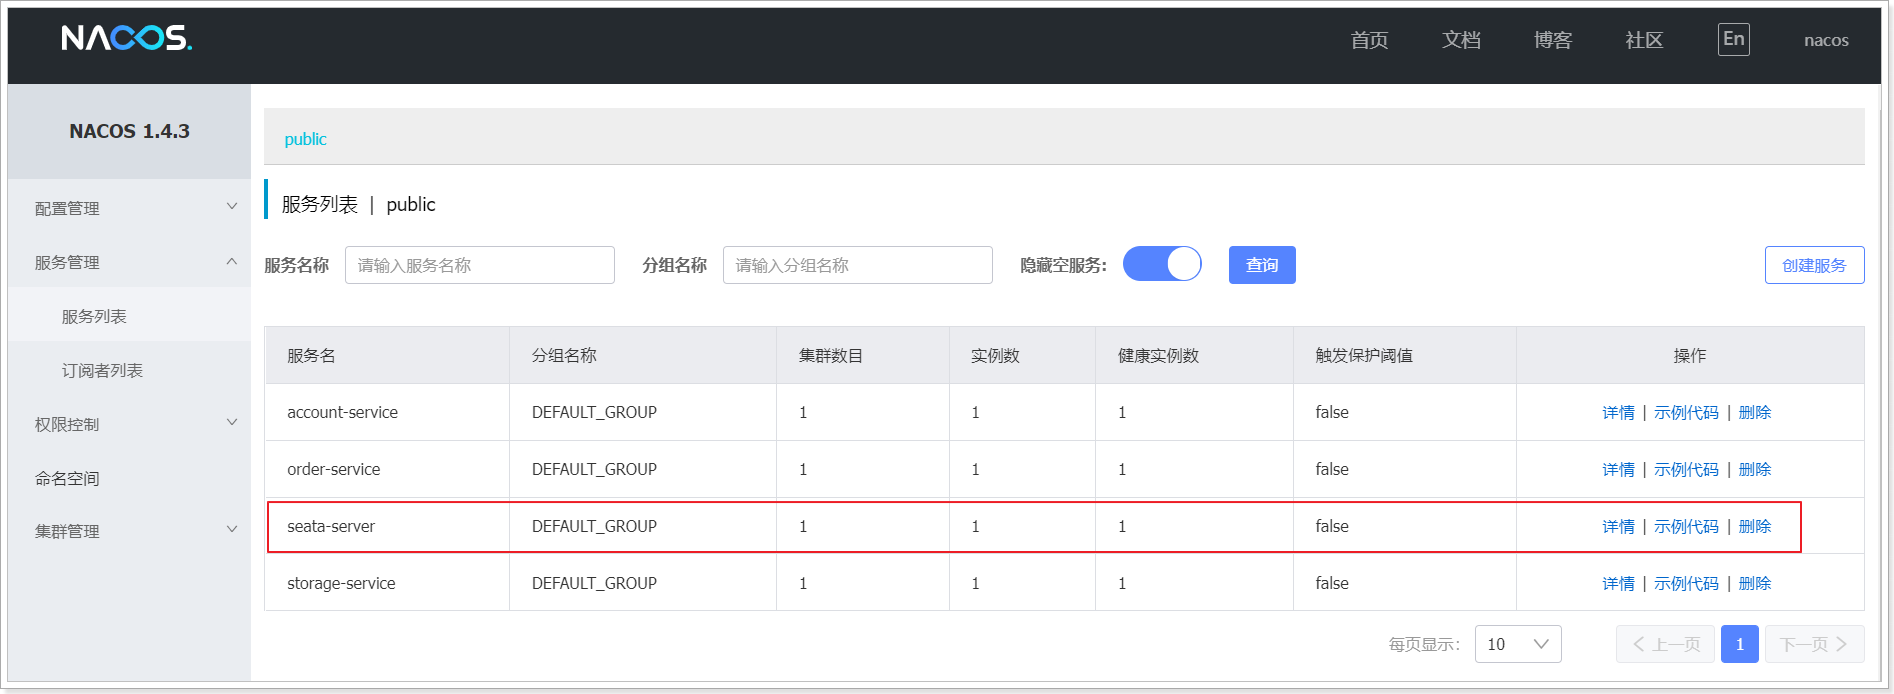 NACOS.
首页 文档 博客 社区 En nacos
NACOS 1.4.3
配置管理
服务管理
服务列表
订阅者列表
权限控制
命名空间
集群管理
public
服务列表 | public
服务名称 请输入服务名称 分组名称 请输入分组名称 隐藏空服务: 查询 创建服务
服务名 分组名称 集群数目 实例数 健康实例数 触发保护阈值 操作
account-service DEFAULT_GROUP 1 1 1 false 详情 | 示例代码 | 删除
order-service DEFAULT_GROUP 1 1 1 false 详情 | 示例代码 | 删除
seata-server DEFAULT_GROUP 1 1 1 false 详情 | 示例代码 | 删除
storage-service DEFAULT_GROUP 1 1 1 false 详情 | 示例代码 | 删除
每页显示: 10 上一页 1 下一页